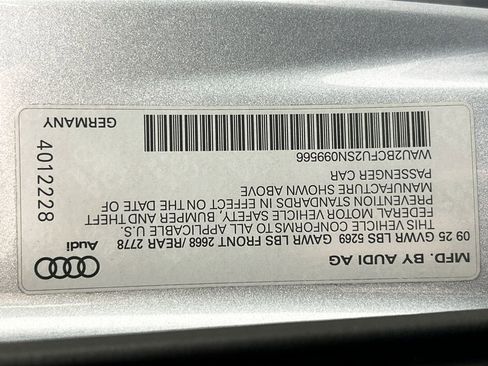 MFD. BY AUDI AG
09 25 GVWR LBS 5269 GAWR LBS FRONT 2668 /REAR 2778
THIS VEHICLE CONFORMS TO ALL APPLICABLE U.S.
FEDERAL MOTOR VEHICLE SAFETY, BUMPER AND THEFT
PREVENTION STANDARDS IN EFFECT ON THE DATE OF
MANUFACTURE SHOWN ABOVE
PASSENGER CAR
WAU2BCFU2SN099566
GERMANY
Audi
4012228